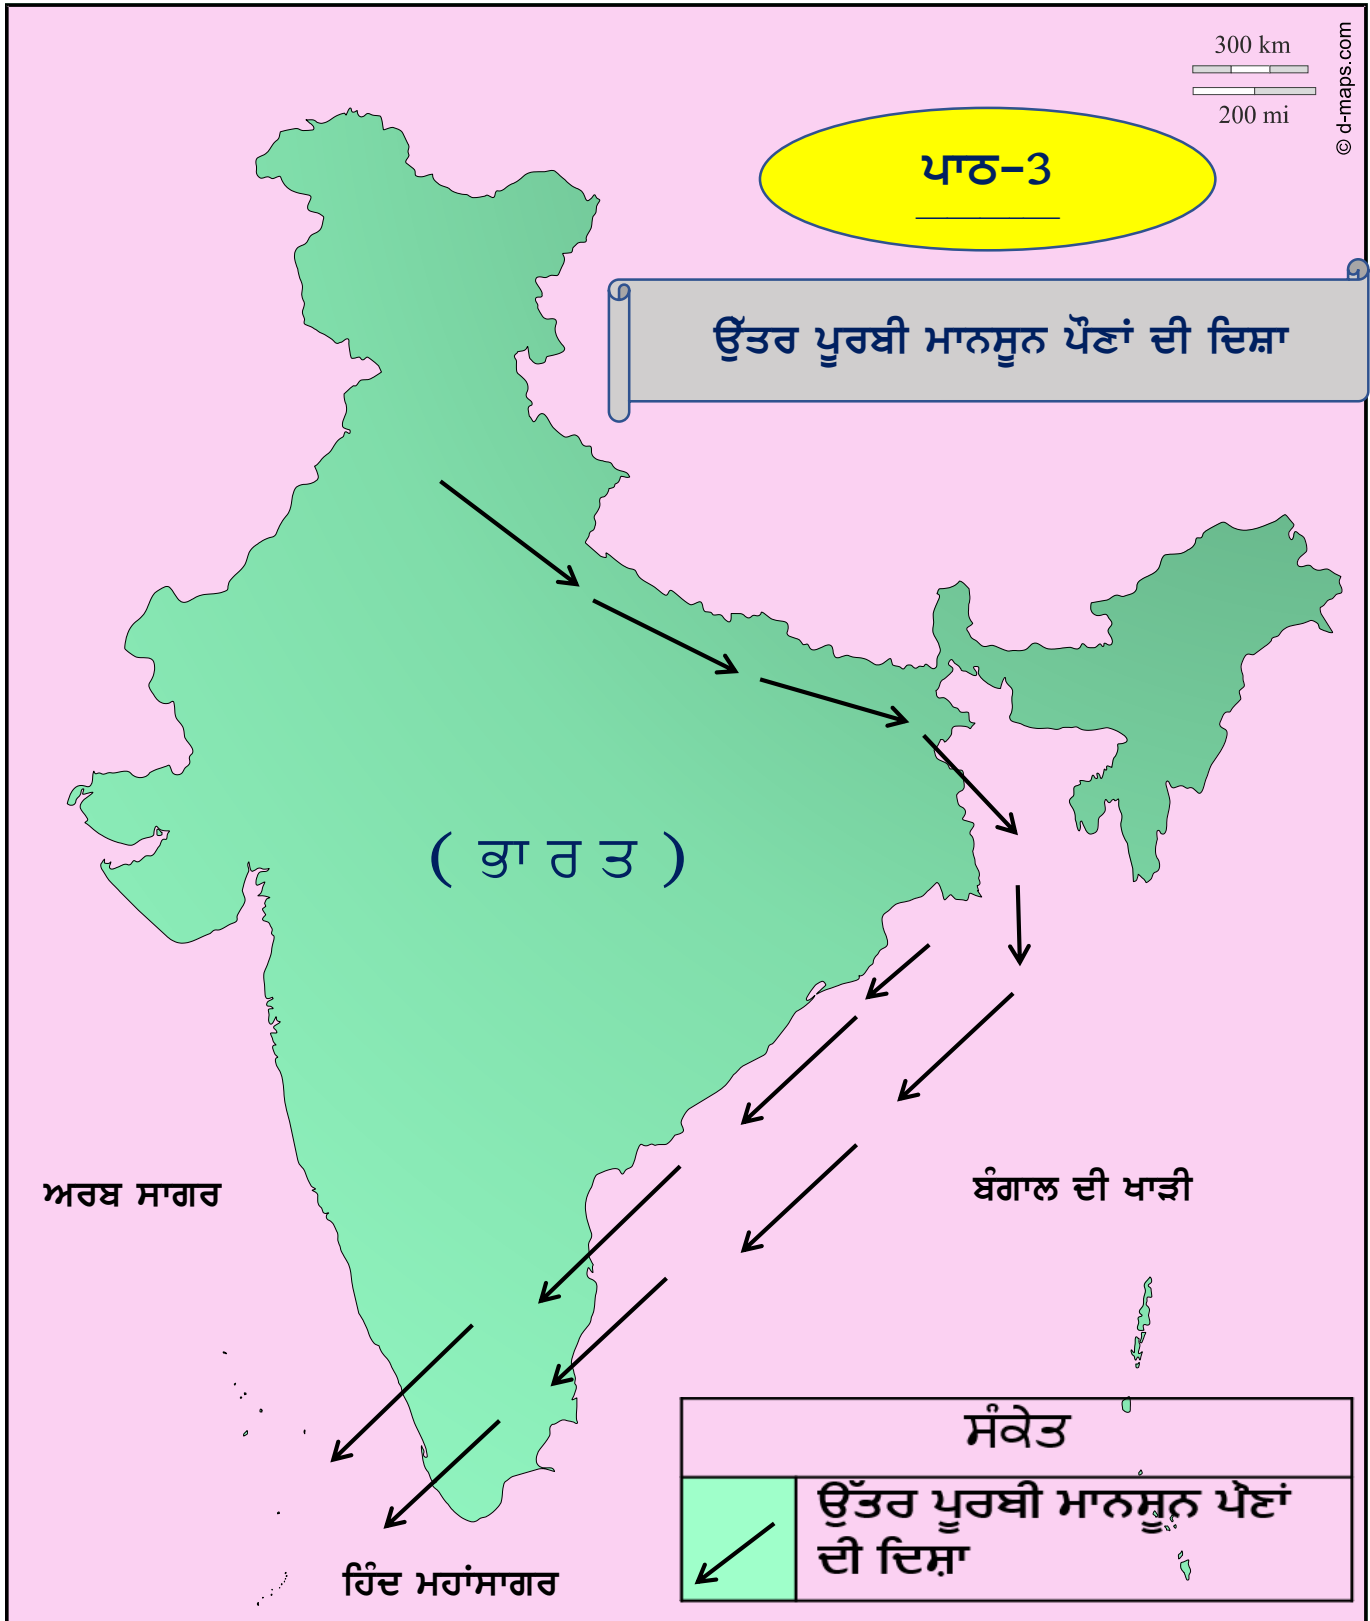 300 km
200 mi
© d-maps.com
ਪਾਠ–3
ਉੱਤਰ ਪੂਰਬੀ ਮਾਨਸੂਨ ਪੌਣਾਂ ਦੀ ਦਿਸ਼ਾ
( ਭਾ ਰ ਤ )
ਅਰਬ ਸਾਗਰ
ਬੰਗਾਲ ਦੀ ਖਾੜੀ
ਸੰਕੇਤ
ਉੱਤਰ ਪੂਰਬੀ ਮਾਨਸੂਨ ਪੌਣਾਂ
ਦੀ ਦਿਸ਼ਾ
ਹਿੰਦ ਮਹਾਂਸਾਗਰ